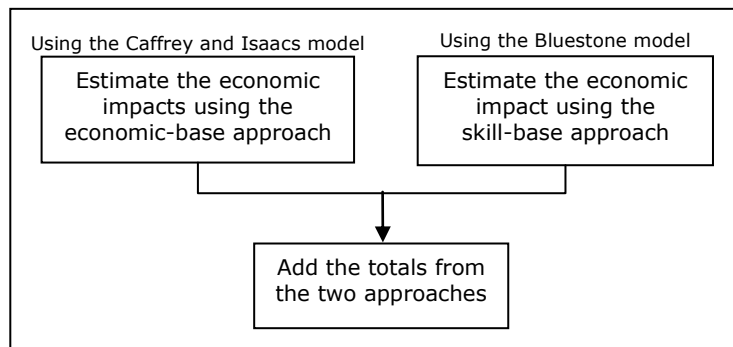 Using the Caffrey and Isaacs model
Estimate the economic
impacts using the
economic-base approach
Using the Bluestone model
Estimate the economic
impact using the
skill-base approach
Add the totals from
the two approaches